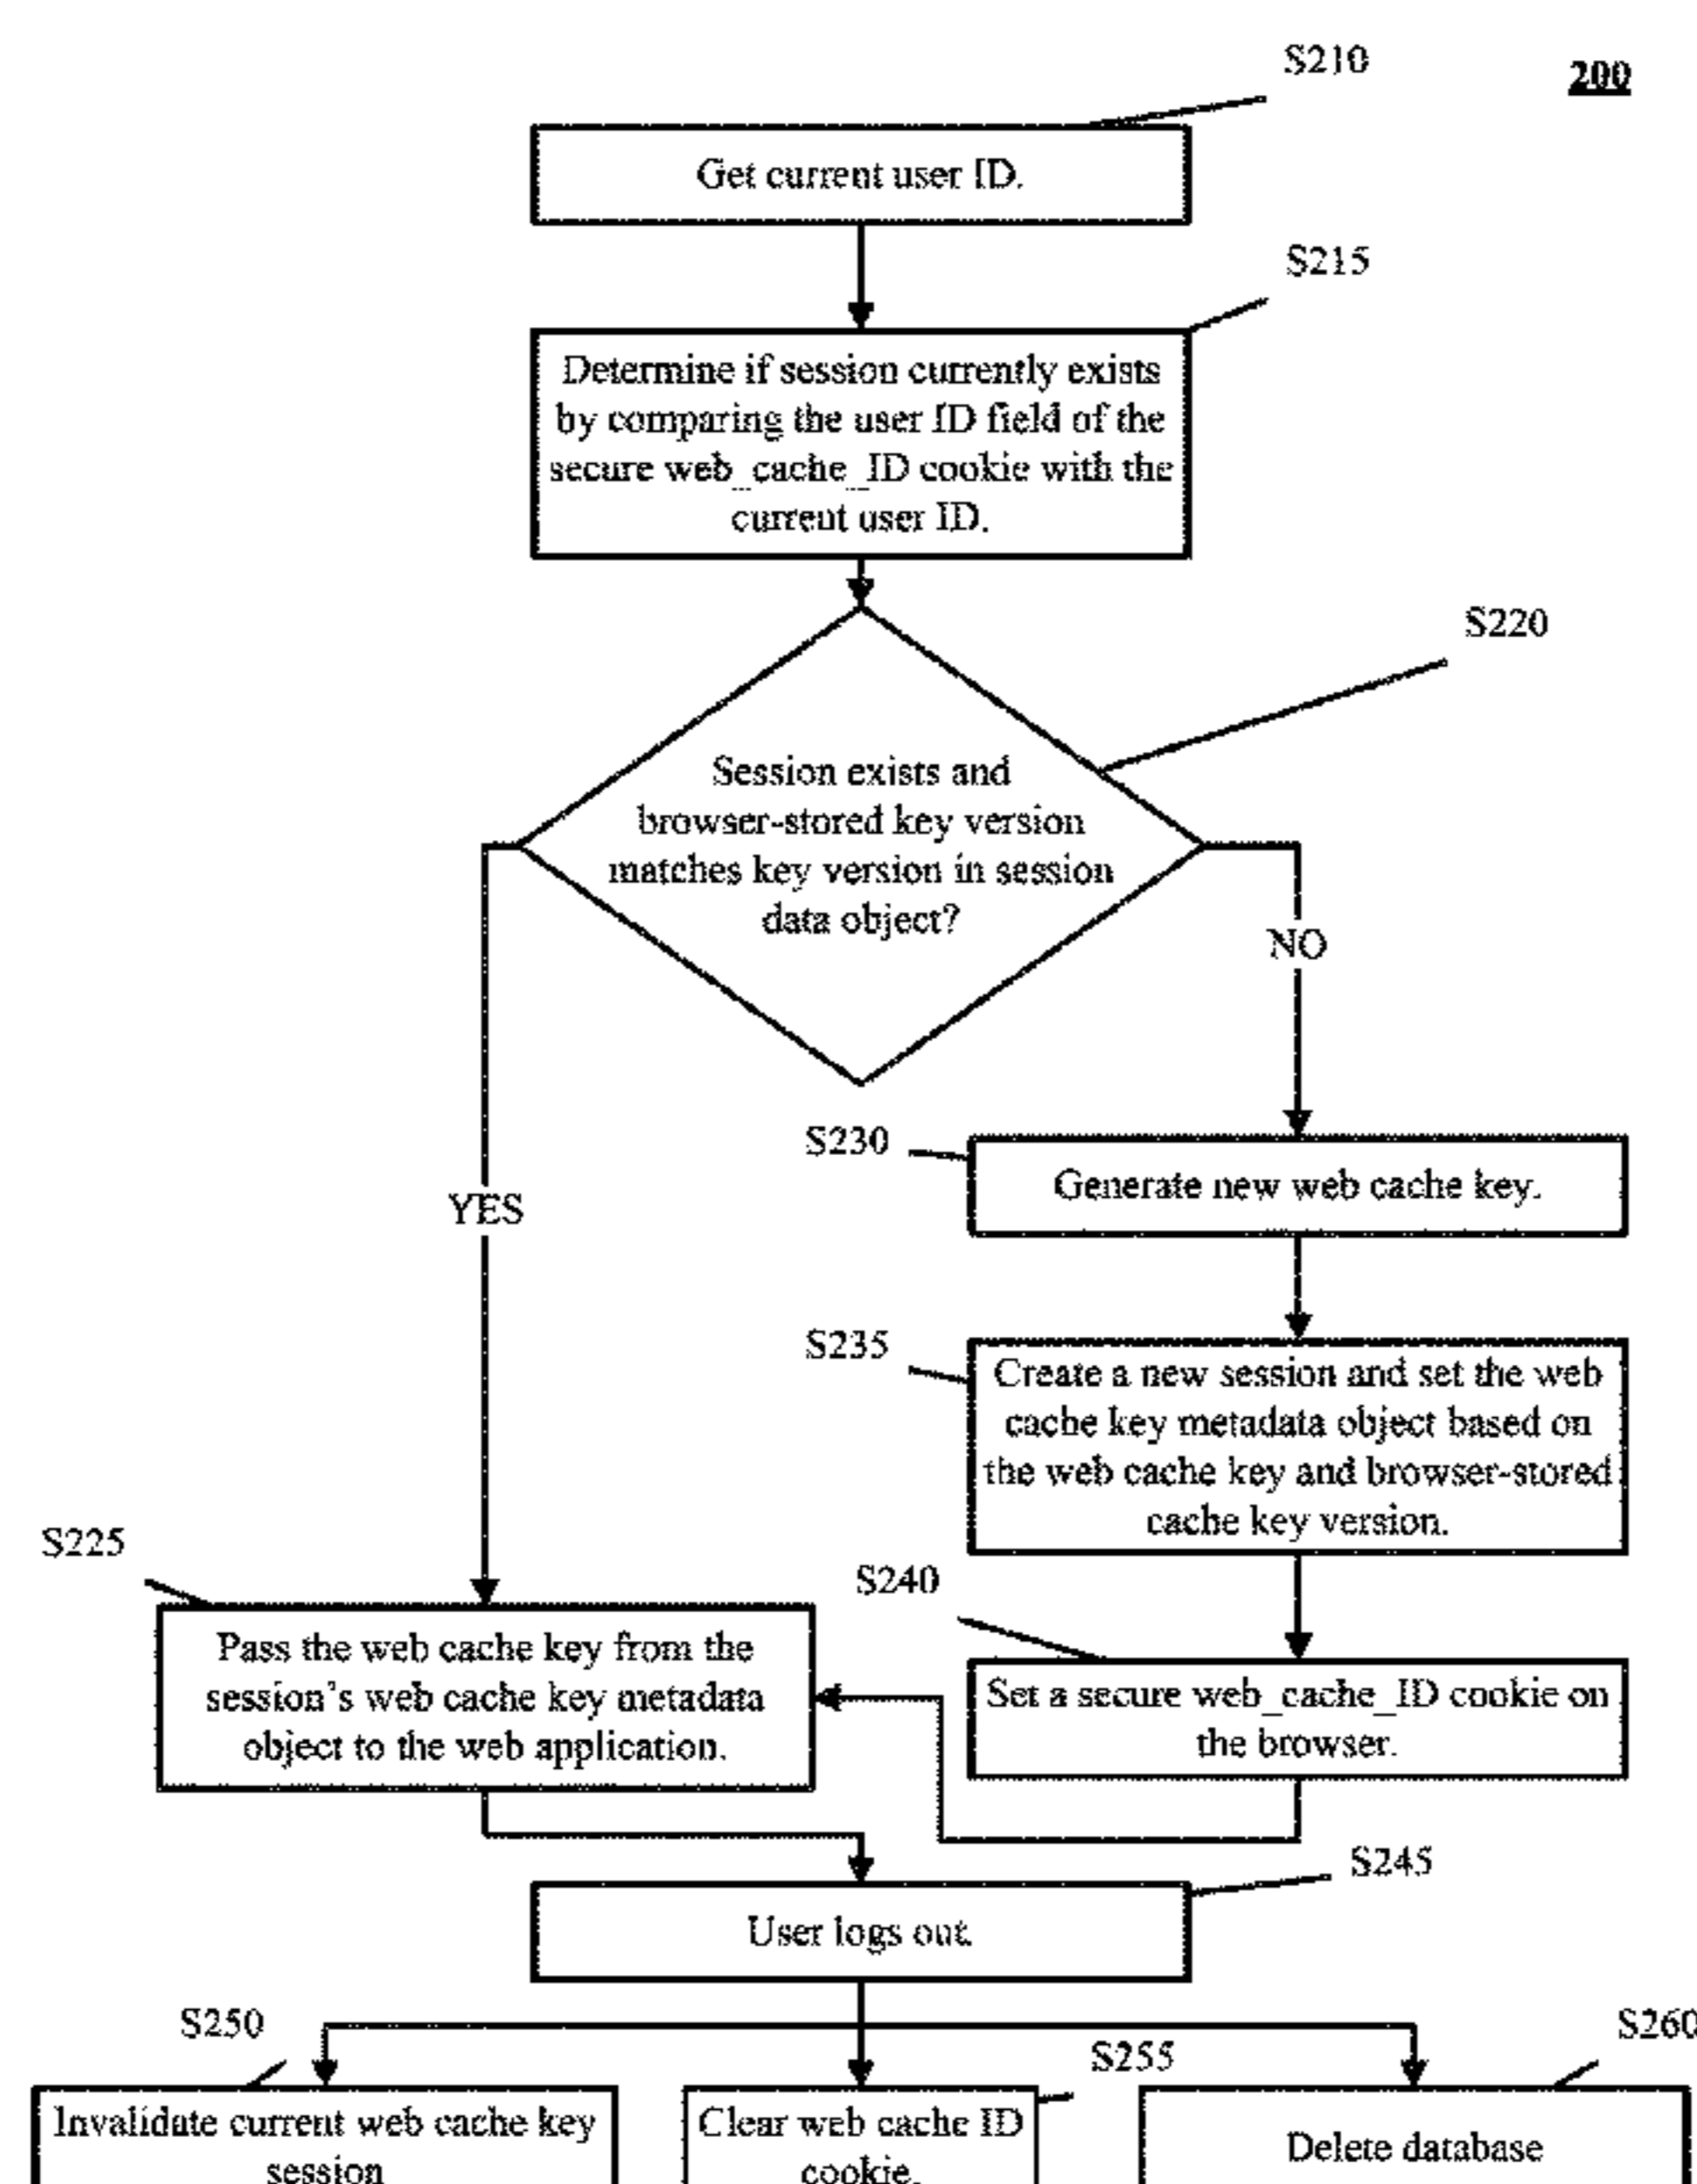 S210
200
Get current user ID.
S215
Determine if session currently exists
by comparing the user ID field of the
secure web_cache_ID cookie with the
current user ID.
S220
Session exists and
browser-stored key version
matches key version in session
data object?
NO
S230
Generate new web cache key.
YES
S235
Create a new session and set the web
cache key metadata object based on
the web cache key and browser-stored
cache key version.
S225
S240
Pass the web cache key from the
session's web cache key metadata
object to the web application.
Set a secure web_cache_ID cookie on
the browser.
S245
User logs out.
S250
S255
S260
Invalidate current web cache key
session
Clear web cache ID
cookie.
Delete database